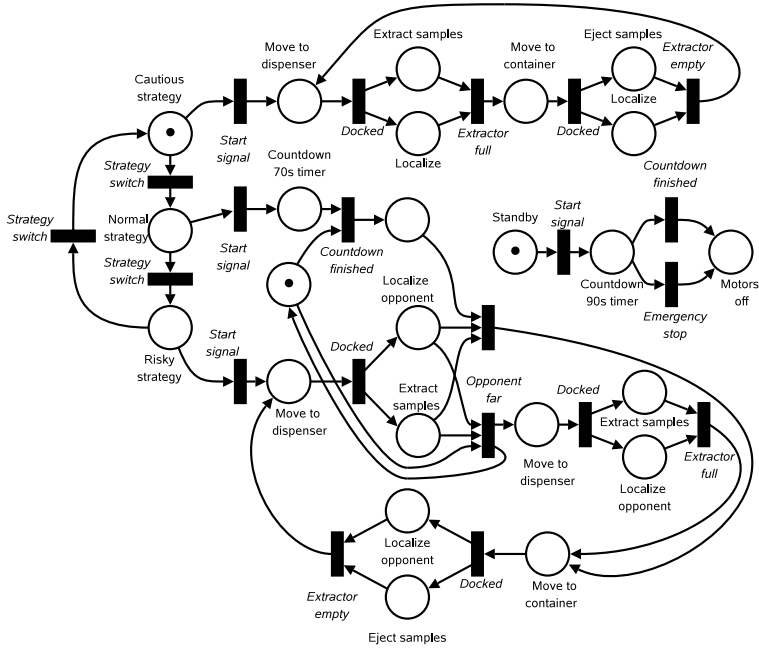 Extract samples
Eject samples
Move to
dispenser
Move to
container
Extractor
empty
Cautious
strategy
Localize
Docked
Extractor
full
Docked
Start
signal
Localize
Strategy
switch
Countdown
70s timer
Countdown
finished
Strategy
switch
Normal
strategy
Start
signal
Standby
Start
signal
Countdown
finished
Strategy
switch
Localize
opponent
Countdown
90s timer
Motors
off
Emergency
stop
Risky
strategy
Start
signal
Docked
Move to
dispenser
Extract
samples
Opponent
far
Docked
Extract samples
Move to
dispenser
Localize
opponent
Extractor
full
Localize
opponent
Extractor
empty
Docked
Move to
container
Eject samples